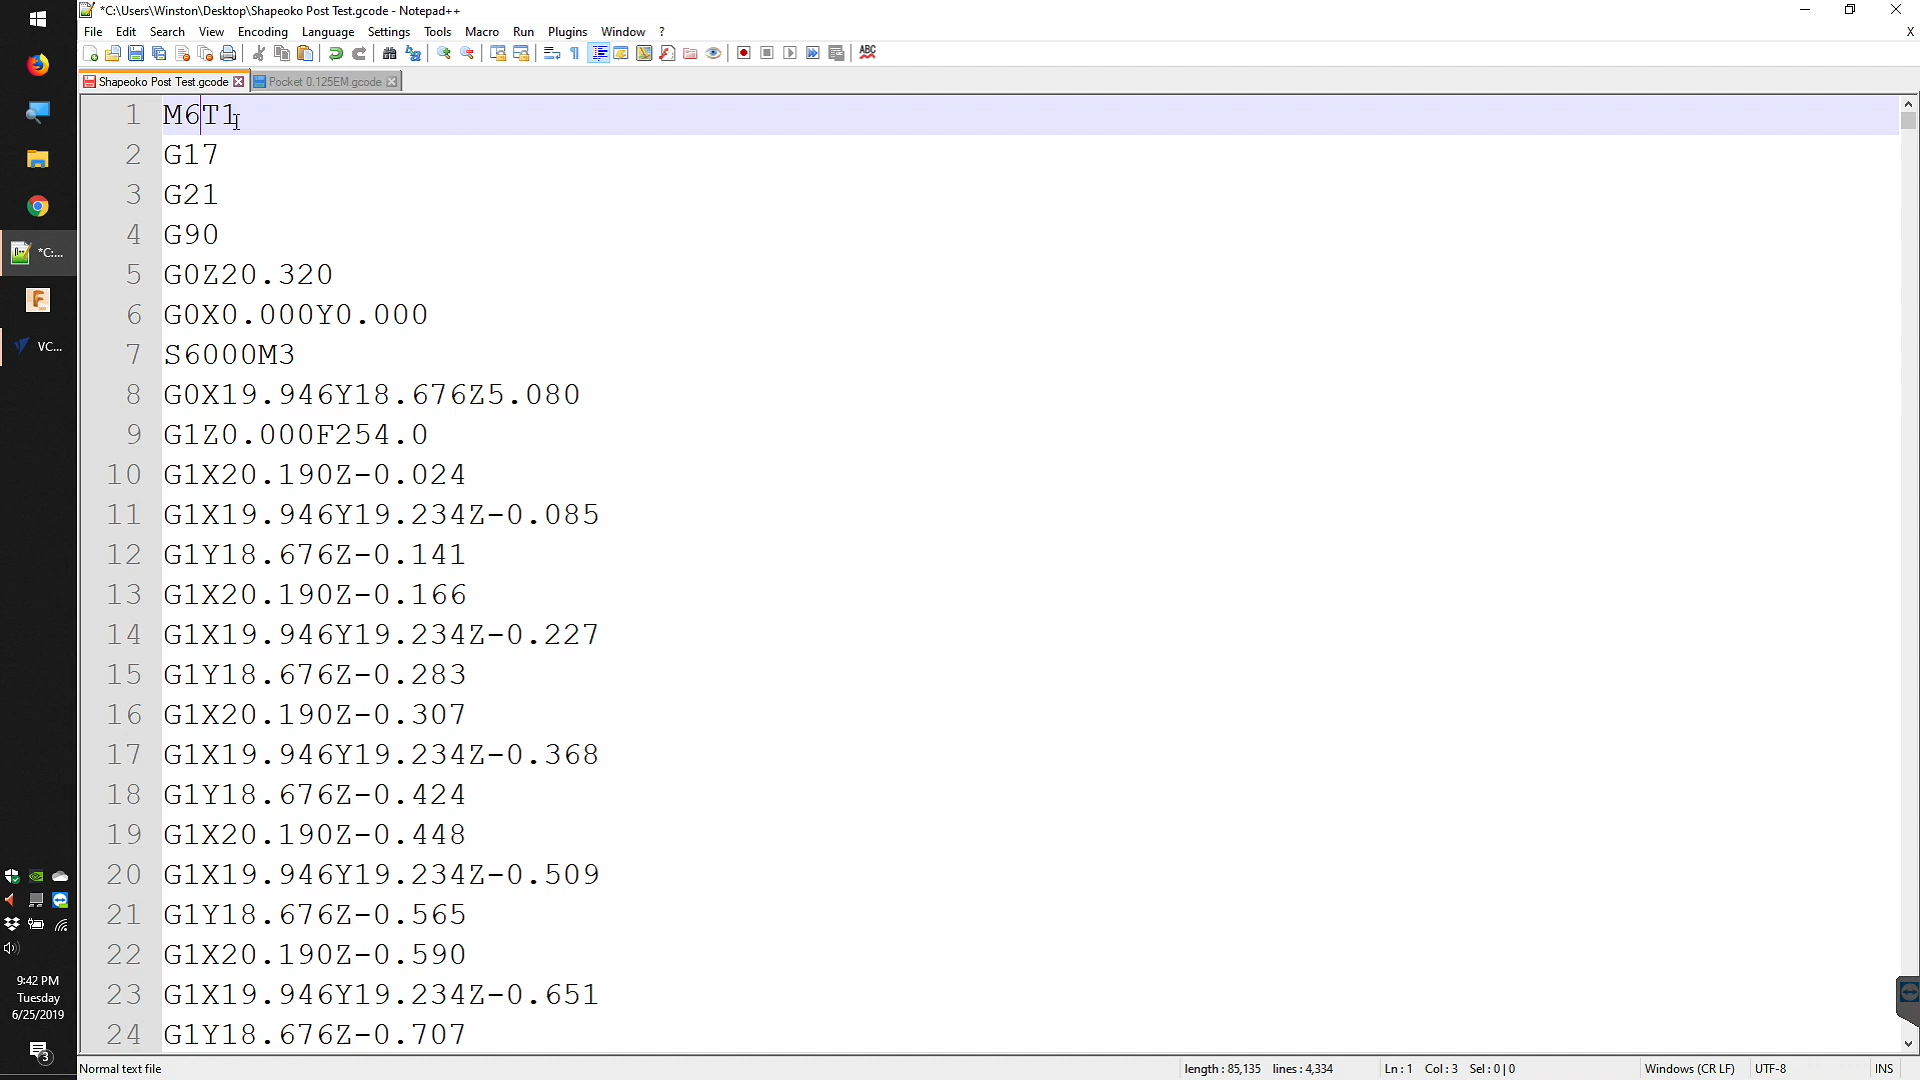 *C:\Users\Winston\Desktop\Shapeoko Post Test.gcode - Notepad++
File Edit Search View Encoding Language Settings Tools Macro Run Plugins Window ? X
ABC
Shapeoko Post Test.gcode Pocket 0.125EM.gcode
1 M6T1
2 G17
3 G21
4 G90
5 G0Z20.320
6 G0X0.000Y0.000
7 S6000M3
8 G0X19.946Y18.676Z5.080
9 G1Z0.000F254.0
10 G1X20.190Z-0.024
11 G1X19.946Y19.234Z-0.085
12 G1Y18.676Z-0.141
13 G1X20.190Z-0.166
14 G1X19.946Y19.234Z-0.227
15 G1Y18.676Z-0.283
16 G1X20.190Z-0.307
17 G1X19.946Y19.234Z-0.368
18 G1Y18.676Z-0.424
19 G1X20.190Z-0.448
20 G1X19.946Y19.234Z-0.509
21 G1Y18.676Z-0.565
22 G1X20.190Z-0.590
23 G1X19.946Y19.234Z-0.651
24 G1Y18.676Z-0.707
*C:...
VC...
9:42 PM
Tuesday
6/25/2019
3
Normal text file length : 85,135 lines : 4,334 Ln : 1 Col : 3 Sel : 0 | 0 Windows (CR LF) UTF-8 INS